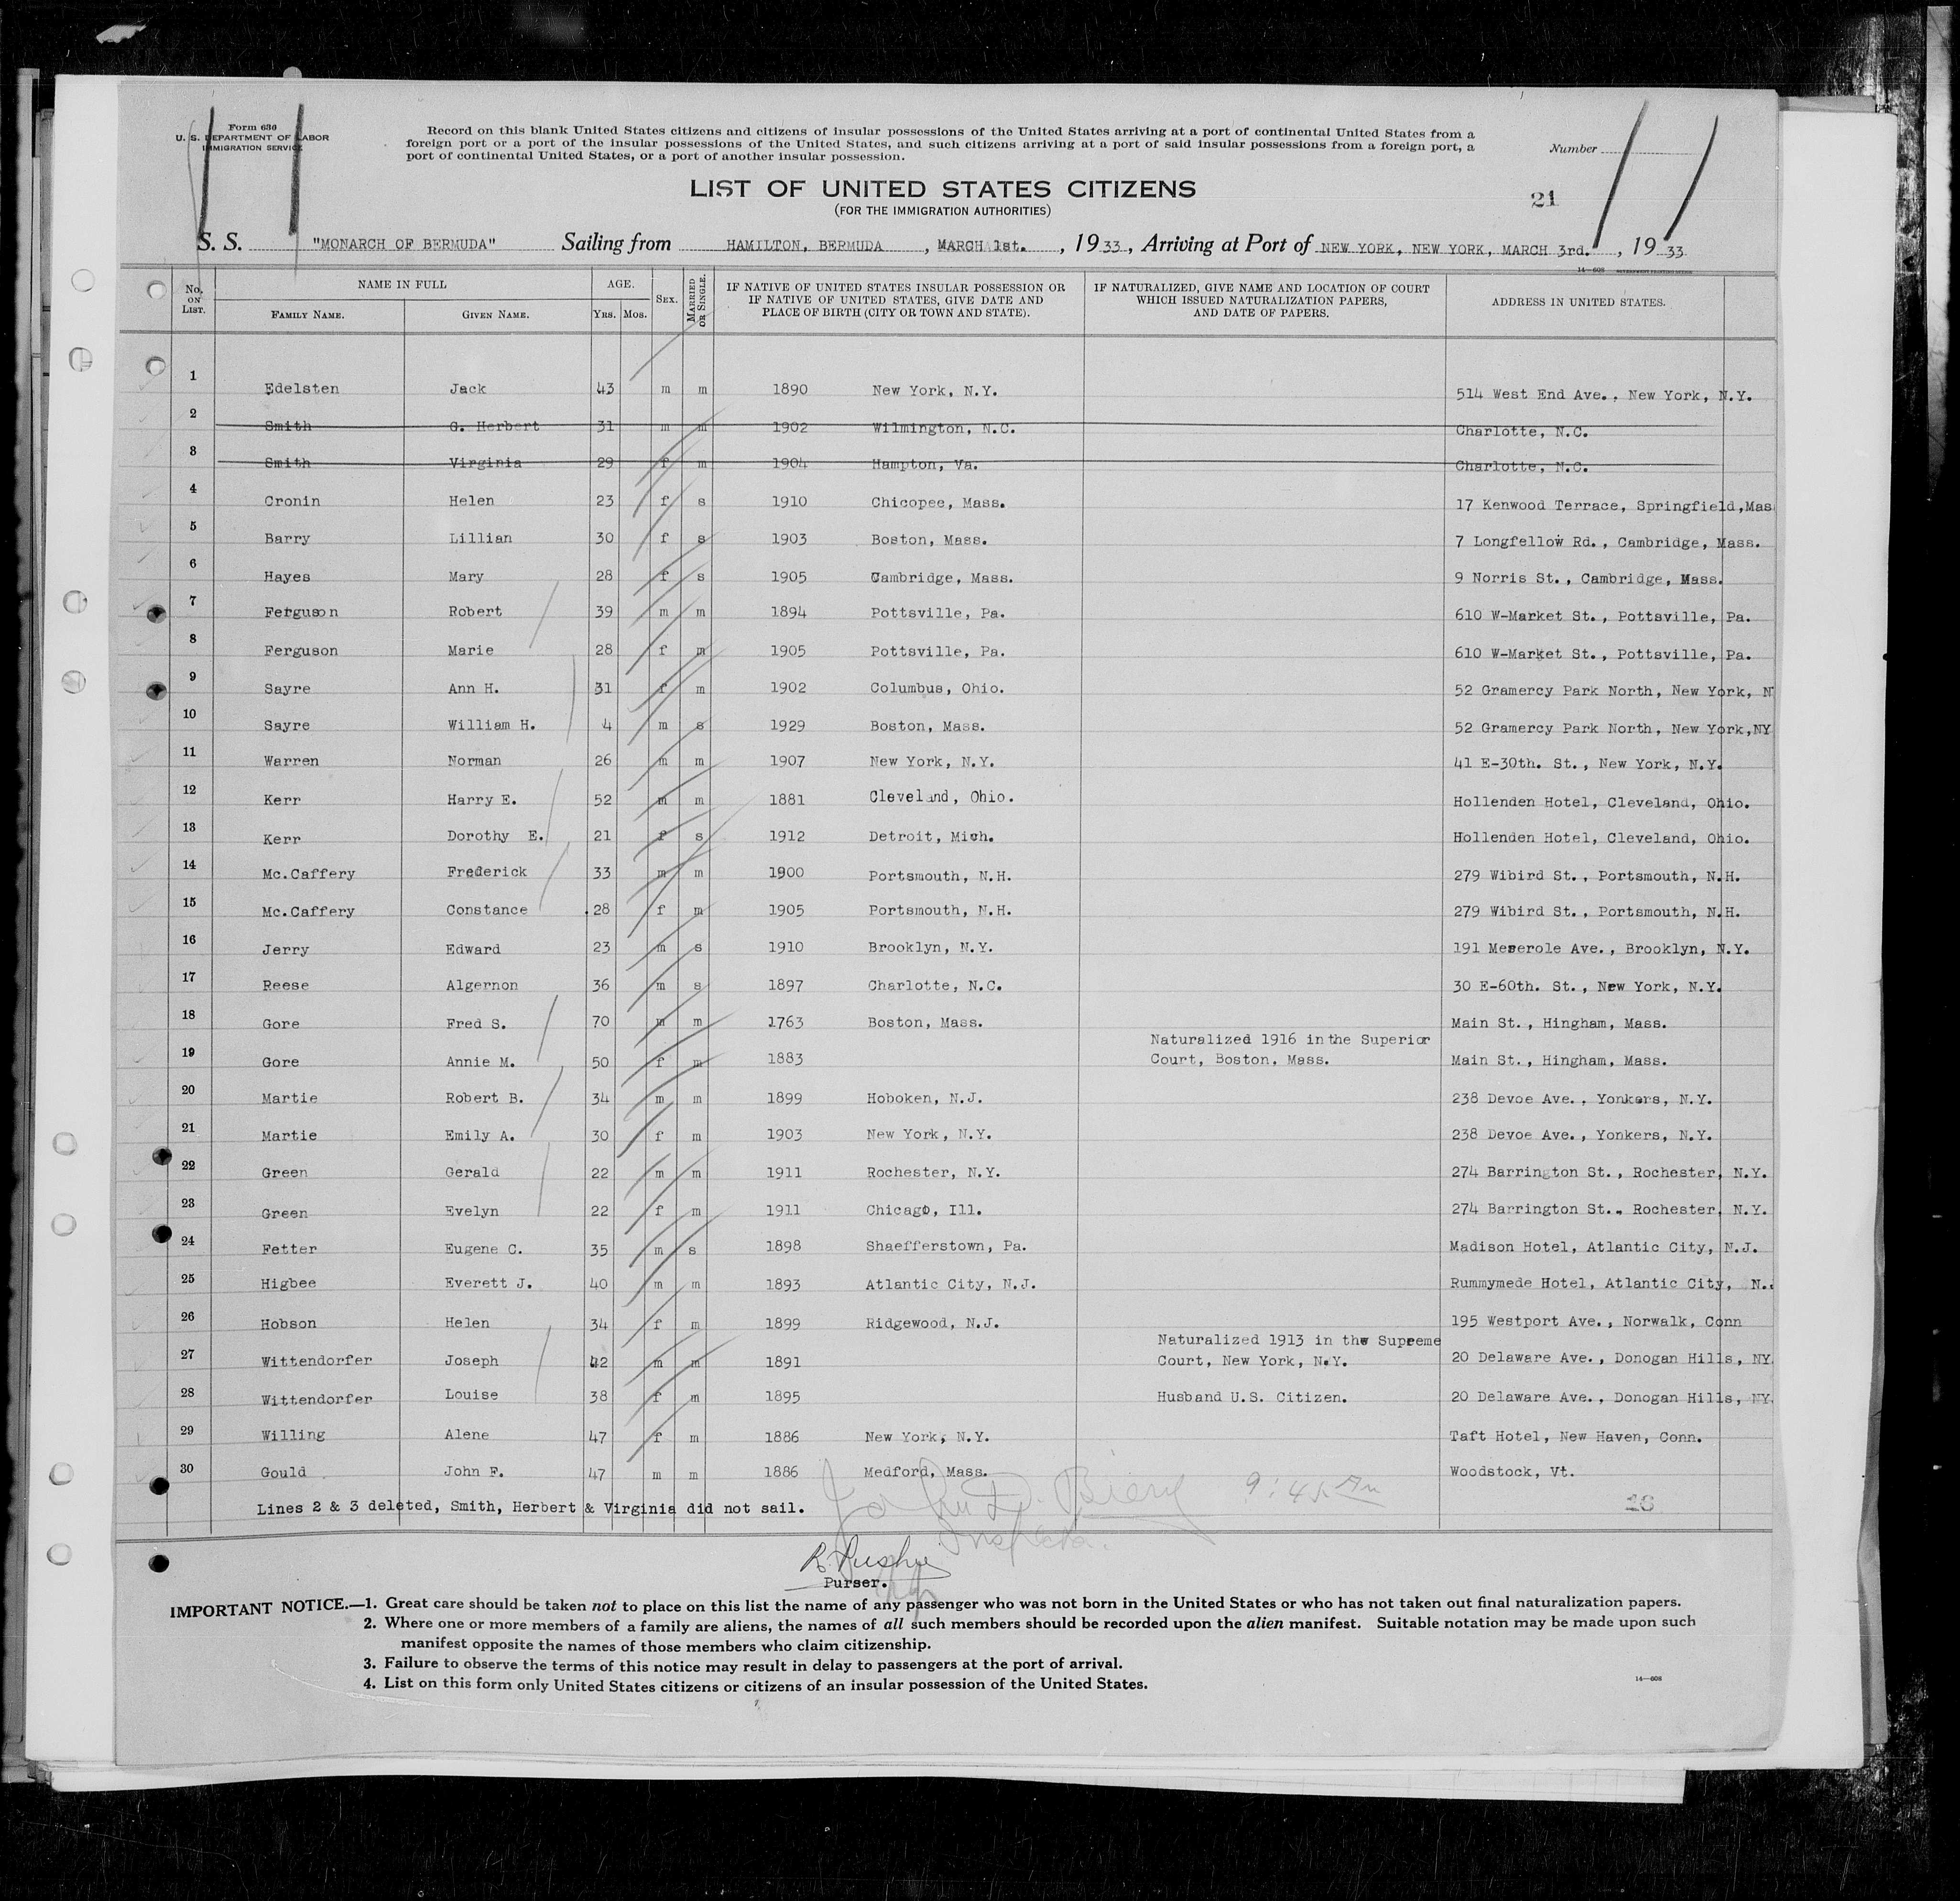 Form 630
U. S. DEPARTMENT OF LABOR
IMMIGRATION SERVICE
Record on this blank United States citizens and citizens of insular possessions of the United States arriving at a port of continental United States from a
foreign port or a port of the insular possessions of the United States, and such citizens arriving at a port of said insular possessions from a foreign port, a
port of continental United States, or a port of another insular possession.
Number
LIST OF UNITED STATES CITIZENS
(FOR THE IMMIGRATION AUTHORITIES)
21
S. S. "MONARCH OF BERMUDA" Sailing from HAMILTON, BERMUDA, MARCH 1st., 1933, Arriving at Port of NEW YORK, NEW YORK, MARCH 3rd., 1933
14—608 GOVERNMENT PRINTING OFFICE
No. ON LIST. NAME IN FULL FAMILY NAME. GIVEN NAME. AGE. YRS. MOS. SEX. MARRIED OR SINGLE. IF NATIVE OF UNITED STATES INSULAR POSSESSION OR IF NATIVE OF UNITED STATES, GIVE DATE AND PLACE OF BIRTH (CITY OR TOWN AND STATE). IF NATURALIZED, GIVE NAME AND LOCATION OF COURT WHICH ISSUED NATURALIZATION PAPERS, AND DATE OF PAPERS. ADDRESS IN UNITED STATES.
1 Edelsten Jack 43 m m 1890 New York, N.Y. 514 West End Ave., New York, N.Y.
2 Smith G. Herbert 31 m m 1902 Wilmington, N.C. Charlotte, N.C.
3 Smith Virginia 29 f m 1904 Hampton, Va. Charlotte, N.C.
4 Cronin Helen 23 f s 1910 Chicopee, Mass. 17 Kenwood Terrace, Springfield,Mas
5 Barry Lillian 30 f s 1903 Boston, Mass. 7 Longfellow Rd., Cambridge, Mass.
6 Hayes Mary 28 f s 1905 Cambridge, Mass. 9 Norris St., Cambridge, Mass.
7 Ferguson Robert 39 m m 1894 Pottsville, Pa. 610 W-Market St., Pottsville, Pa.
8 Ferguson Marie 28 f m 1905 Pottsville, Pa. 610 W-Market St., Pottsville, Pa.
9 Sayre Ann H. 31 f m 1902 Columbus, Ohio. 52 Gramercy Park North, New York, N
10 Sayre William H. 4 m s 1929 Boston, Mass. 52 Gramercy Park North, New York,NY
11 Warren Norman 26 m m 1907 New York, N.Y. 41 E-30th. St., New York, N.Y.
12 Kerr Harry E. 52 m m 1881 Cleveland, Ohio. Hollenden Hotel, Cleveland, Ohio.
13 Kerr Dorothy E. 21 f s 1912 Detroit, Mich. Hollenden Hotel, Cleveland, Ohio.
14 Mc.Caffery Frederick 33 m m 1900 Portsmouth, N.H. 279 Wibird St., Portsmouth, N.H.
15 Mc.Caffery Constance 28 f m 1905 Portsmouth, N.H. 279 Wibird St., Portsmouth, N.H.
16 Jerry Edward 23 m s 1910 Brooklyn, N.Y. 191 Meserole Ave., Brooklyn, N.Y.
17 Reese Algernon 36 m s 1897 Charlotte, N.C. 30 E-60th. St., New York, N.Y.
18 Gore Fred S. 70 m m 1763 Boston, Mass. Main St., Hingham, Mass.
Naturalized 1916 in the Superior
19 Gore Annie M. 50 f m 1883 Court, Boston, Mass. Main St., Hingham, Mass.
20 Martie Robert B. 34 m m 1899 Hoboken, N.J. 238 Devoe Ave., Yonkers, N.Y.
21 Martie Emily A. 30 f m 1903 New York, N.Y. 238 Devoe Ave., Yonkers, N.Y.
22 Green Gerald 22 m m 1911 Rochester, N.Y. 274 Barrington St., Rochester, N.Y.
23 Green Evelyn 22 f m 1911 Chicago, Ill. 274 Barrington St., Rochester, N.Y.
24 Fetter Eugene C. 35 m s 1898 Shaefferstown, Pa. Madison Hotel, Atlantic City, N.J.
25 Higbee Everett J. 40 m m 1893 Atlantic City, N.J. Rummymede Hotel, Atlantic City, N.J
26 Hobson Helen 34 f m 1899 Ridgewood, N.J. 195 Westport Ave., Norwalk, Conn
Naturalized 1913 in the Supreme
27 Wittendorfer Joseph 42 m m 1891 Court, New York, N.Y. 20 Delaware Ave., Donogan Hills, NY.
28 Wittendorfer Louise 38 f m 1895 Husband U.S. Citizen. 20 Delaware Ave., Donogan Hills, NY.
29 Willing Alene 47 f m 1886 New York, N.Y. Taft Hotel, New Haven, Conn.
30 Gould John F. 47 m m 1886 Medford, Mass. Woodstock, Vt.
Lines 2 & 3 deleted, Smith, Herbert & Virginia did not sail.
John D. 9:45
Inspector.
Purser.
IMPORTANT NOTICE.—1. Great care should be taken not to place on this list the name of any passenger who was not born in the United States or who has not taken out final naturalization papers.
2. Where one or more members of a family are aliens, the names of all such members should be recorded upon the alien manifest. Suitable notation may be made upon such
manifest opposite the names of those members who claim citizenship.
3. Failure to observe the terms of this notice may result in delay to passengers at the port of arrival.
4. List on this form only United States citizens or citizens of an insular possession of the United States.
14—608